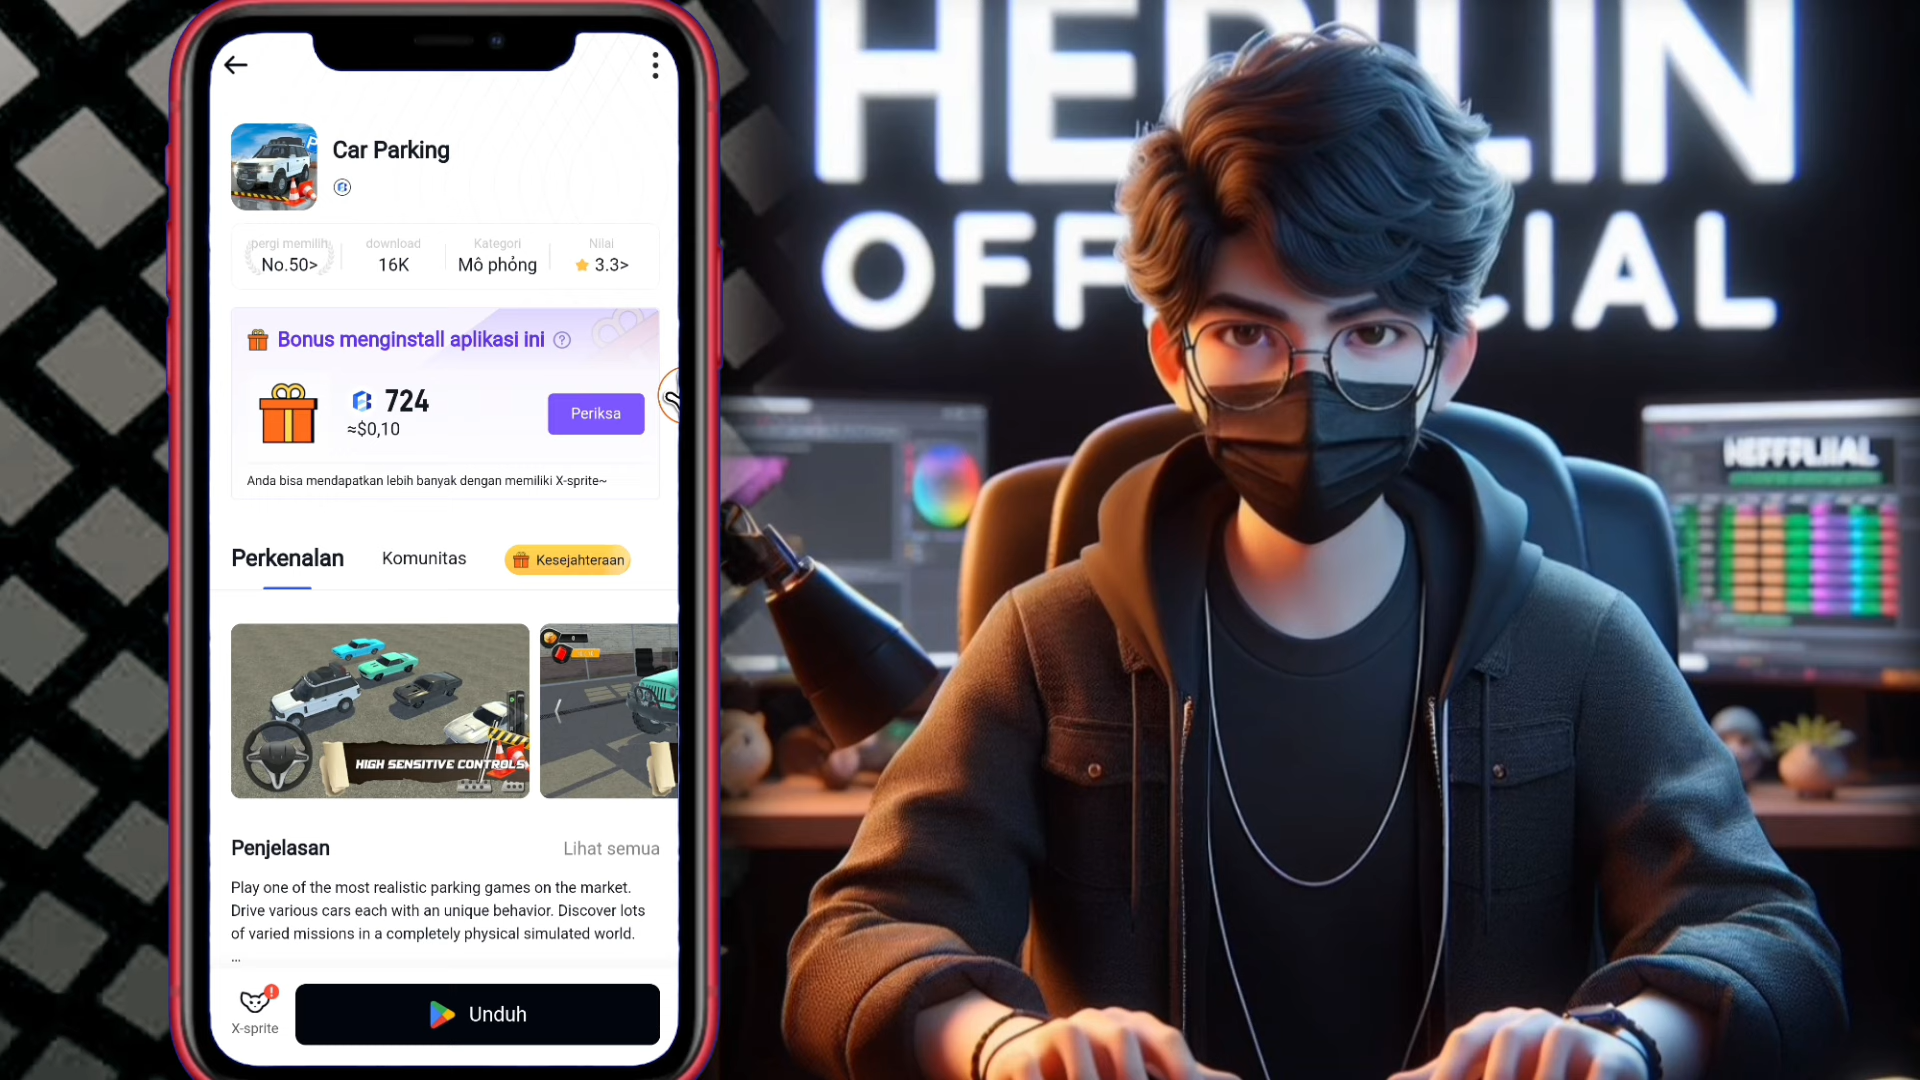 Car Parking
pergi memilih
No.50>
download
16K
Kategori
Mô phỏng
Nilai
3.3>
Bonus menginstall aplikasi ini ?
724
≈$0,10
Periksa
Anda bisa mendapatkan lebih banyak dengan memiliki X-sprite~
Perkenalan
Komunitas
Kesejahteraan
HIGH SENSITIVE CONTROLS
Penjelasan
Lihat semua
Play one of the most realistic parking games on the market.
Drive various cars each with an unique behavior. Discover lots
of varied missions in a completely physical simulated world.
...
X-sprite
Unduh